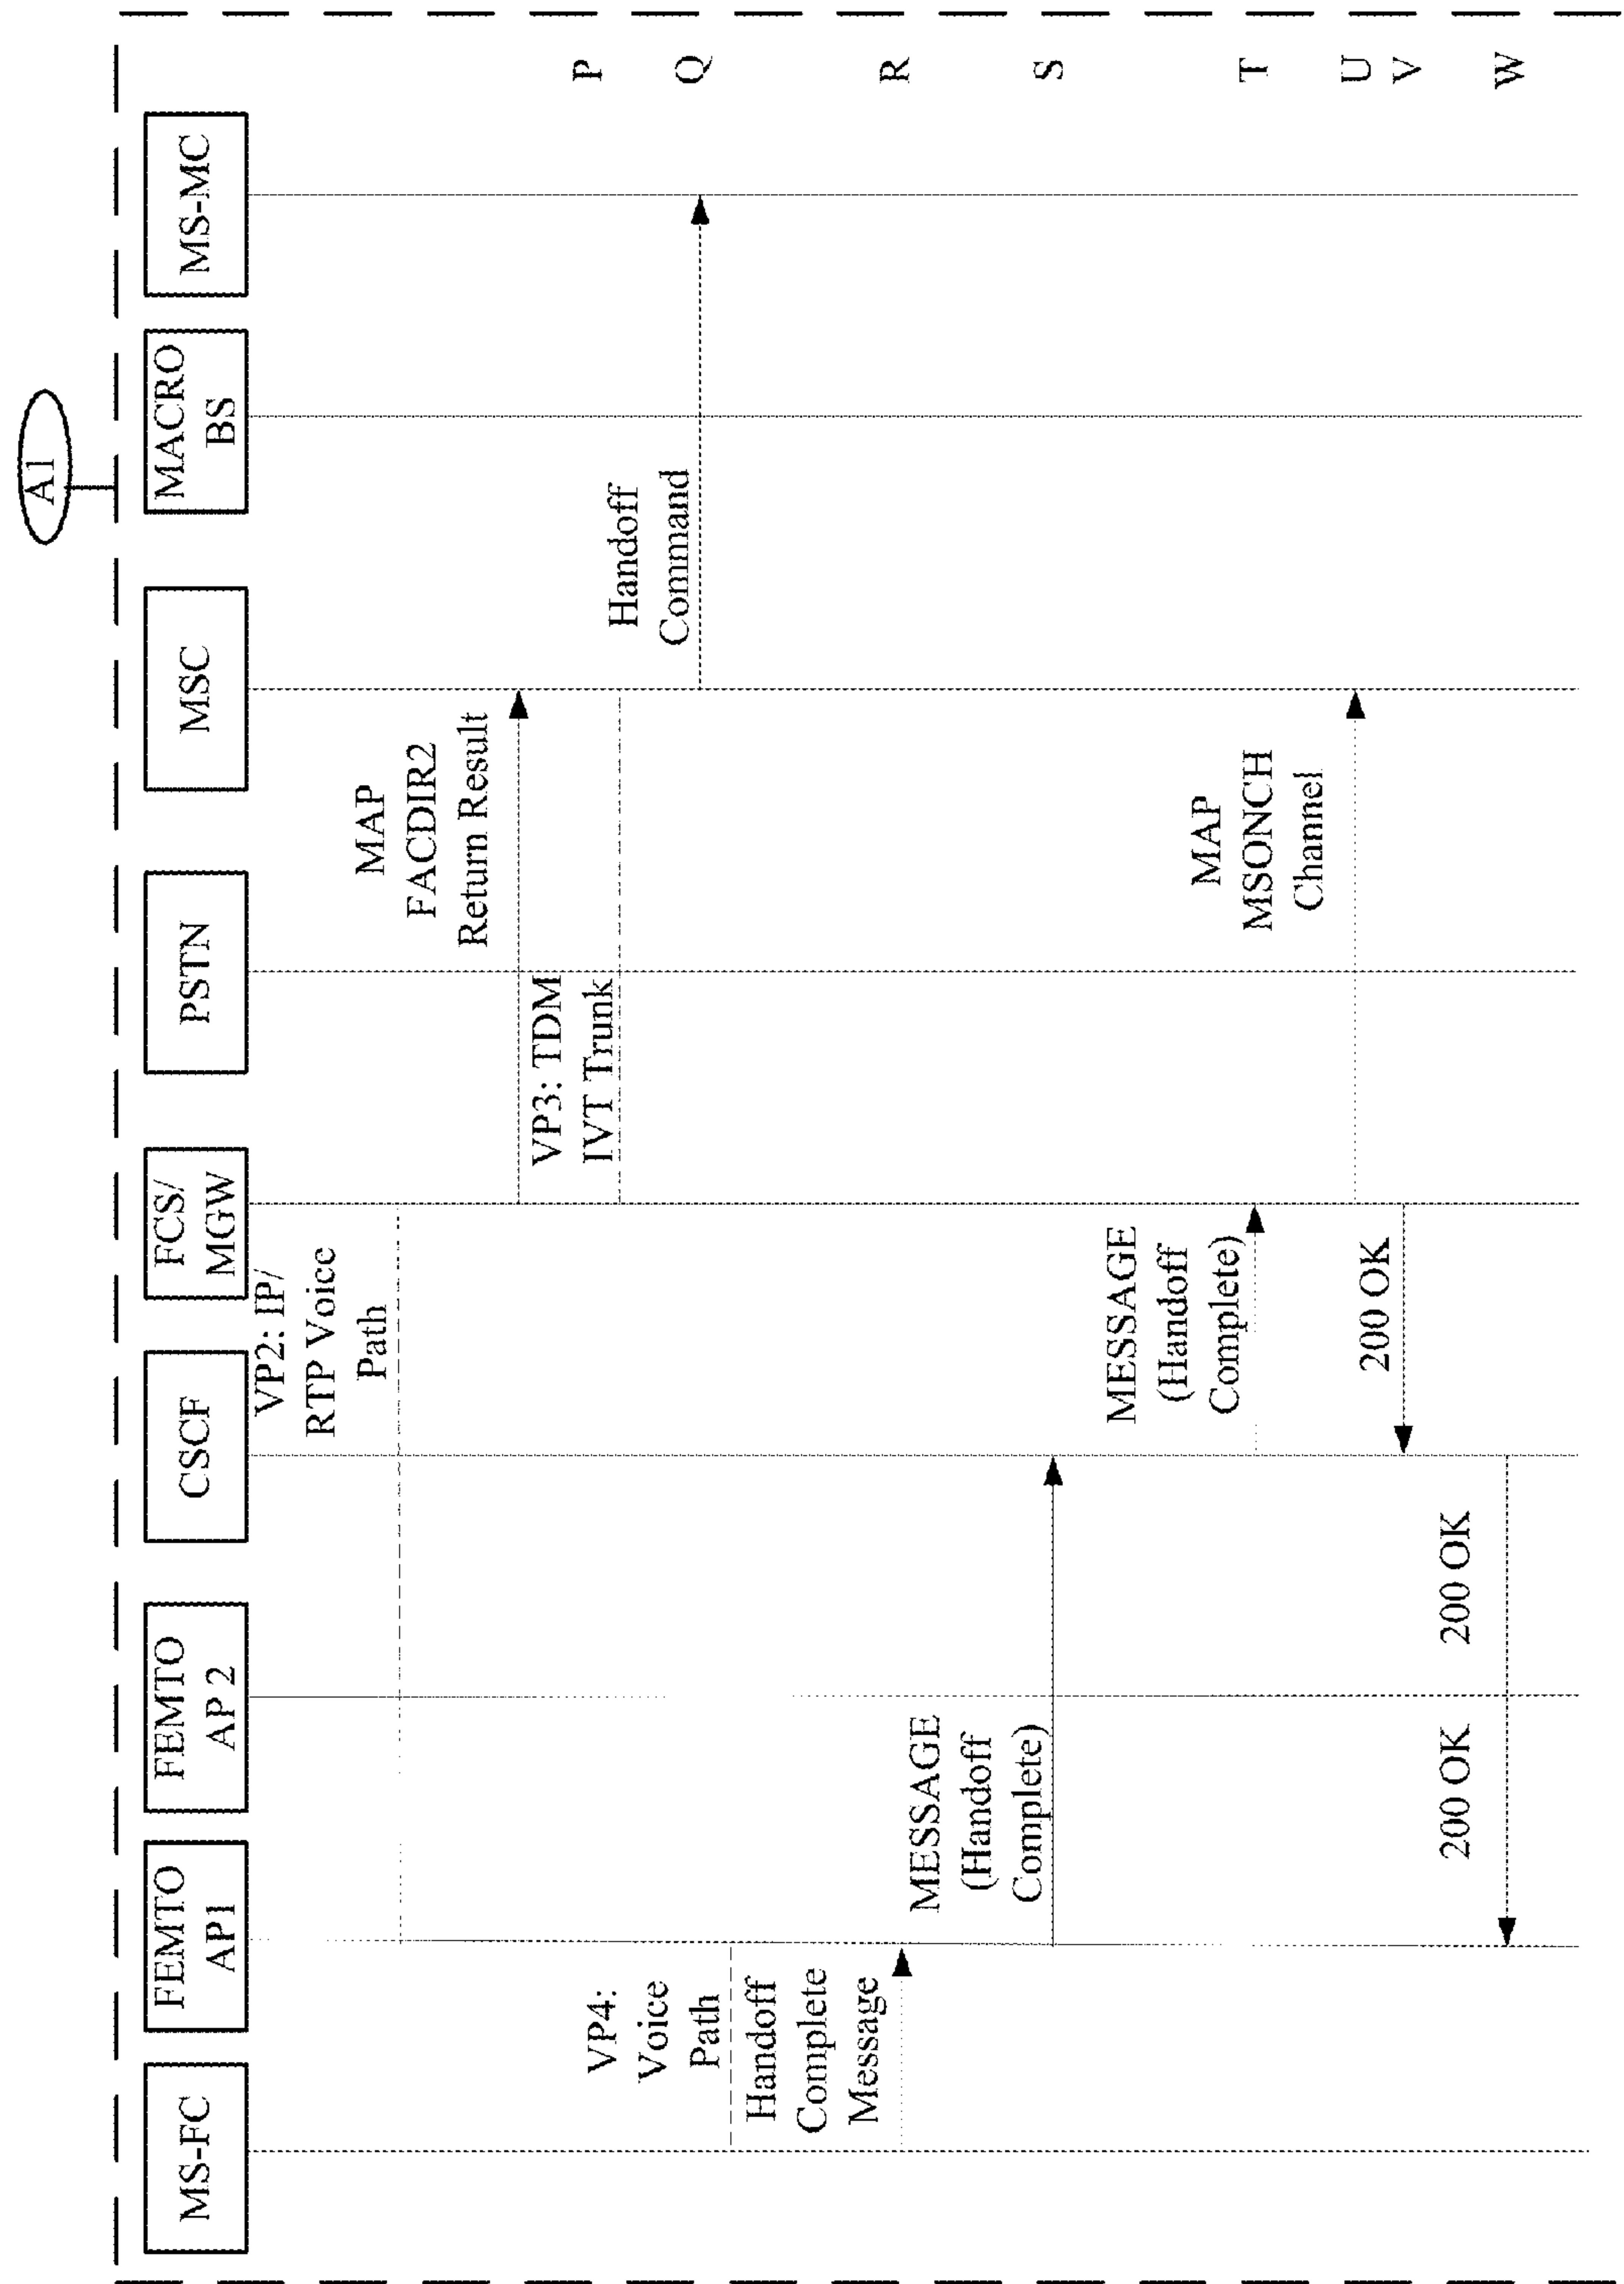 A1
MS-FC
FEMTO
AP1
FEMTO
AP 2
CSCF
FCS/
MGW
PSTN
MSC
MACRO
BS
MS-MC
VP2: IP/
RTP Voice
Path
MAP
FACDIR2
Return Result
P
VP3: TDM
IVT Trunk
Handoff
Command
Q
VP4:
Voice
Path
Handoff
Complete
Message
R
MESSAGE
(Handoff
Complete)
S
MESSAGE
(Handoff
Complete)
T
MAP
MSONCH
Channel
U
200 OK
V
200 OK
200 OK
W